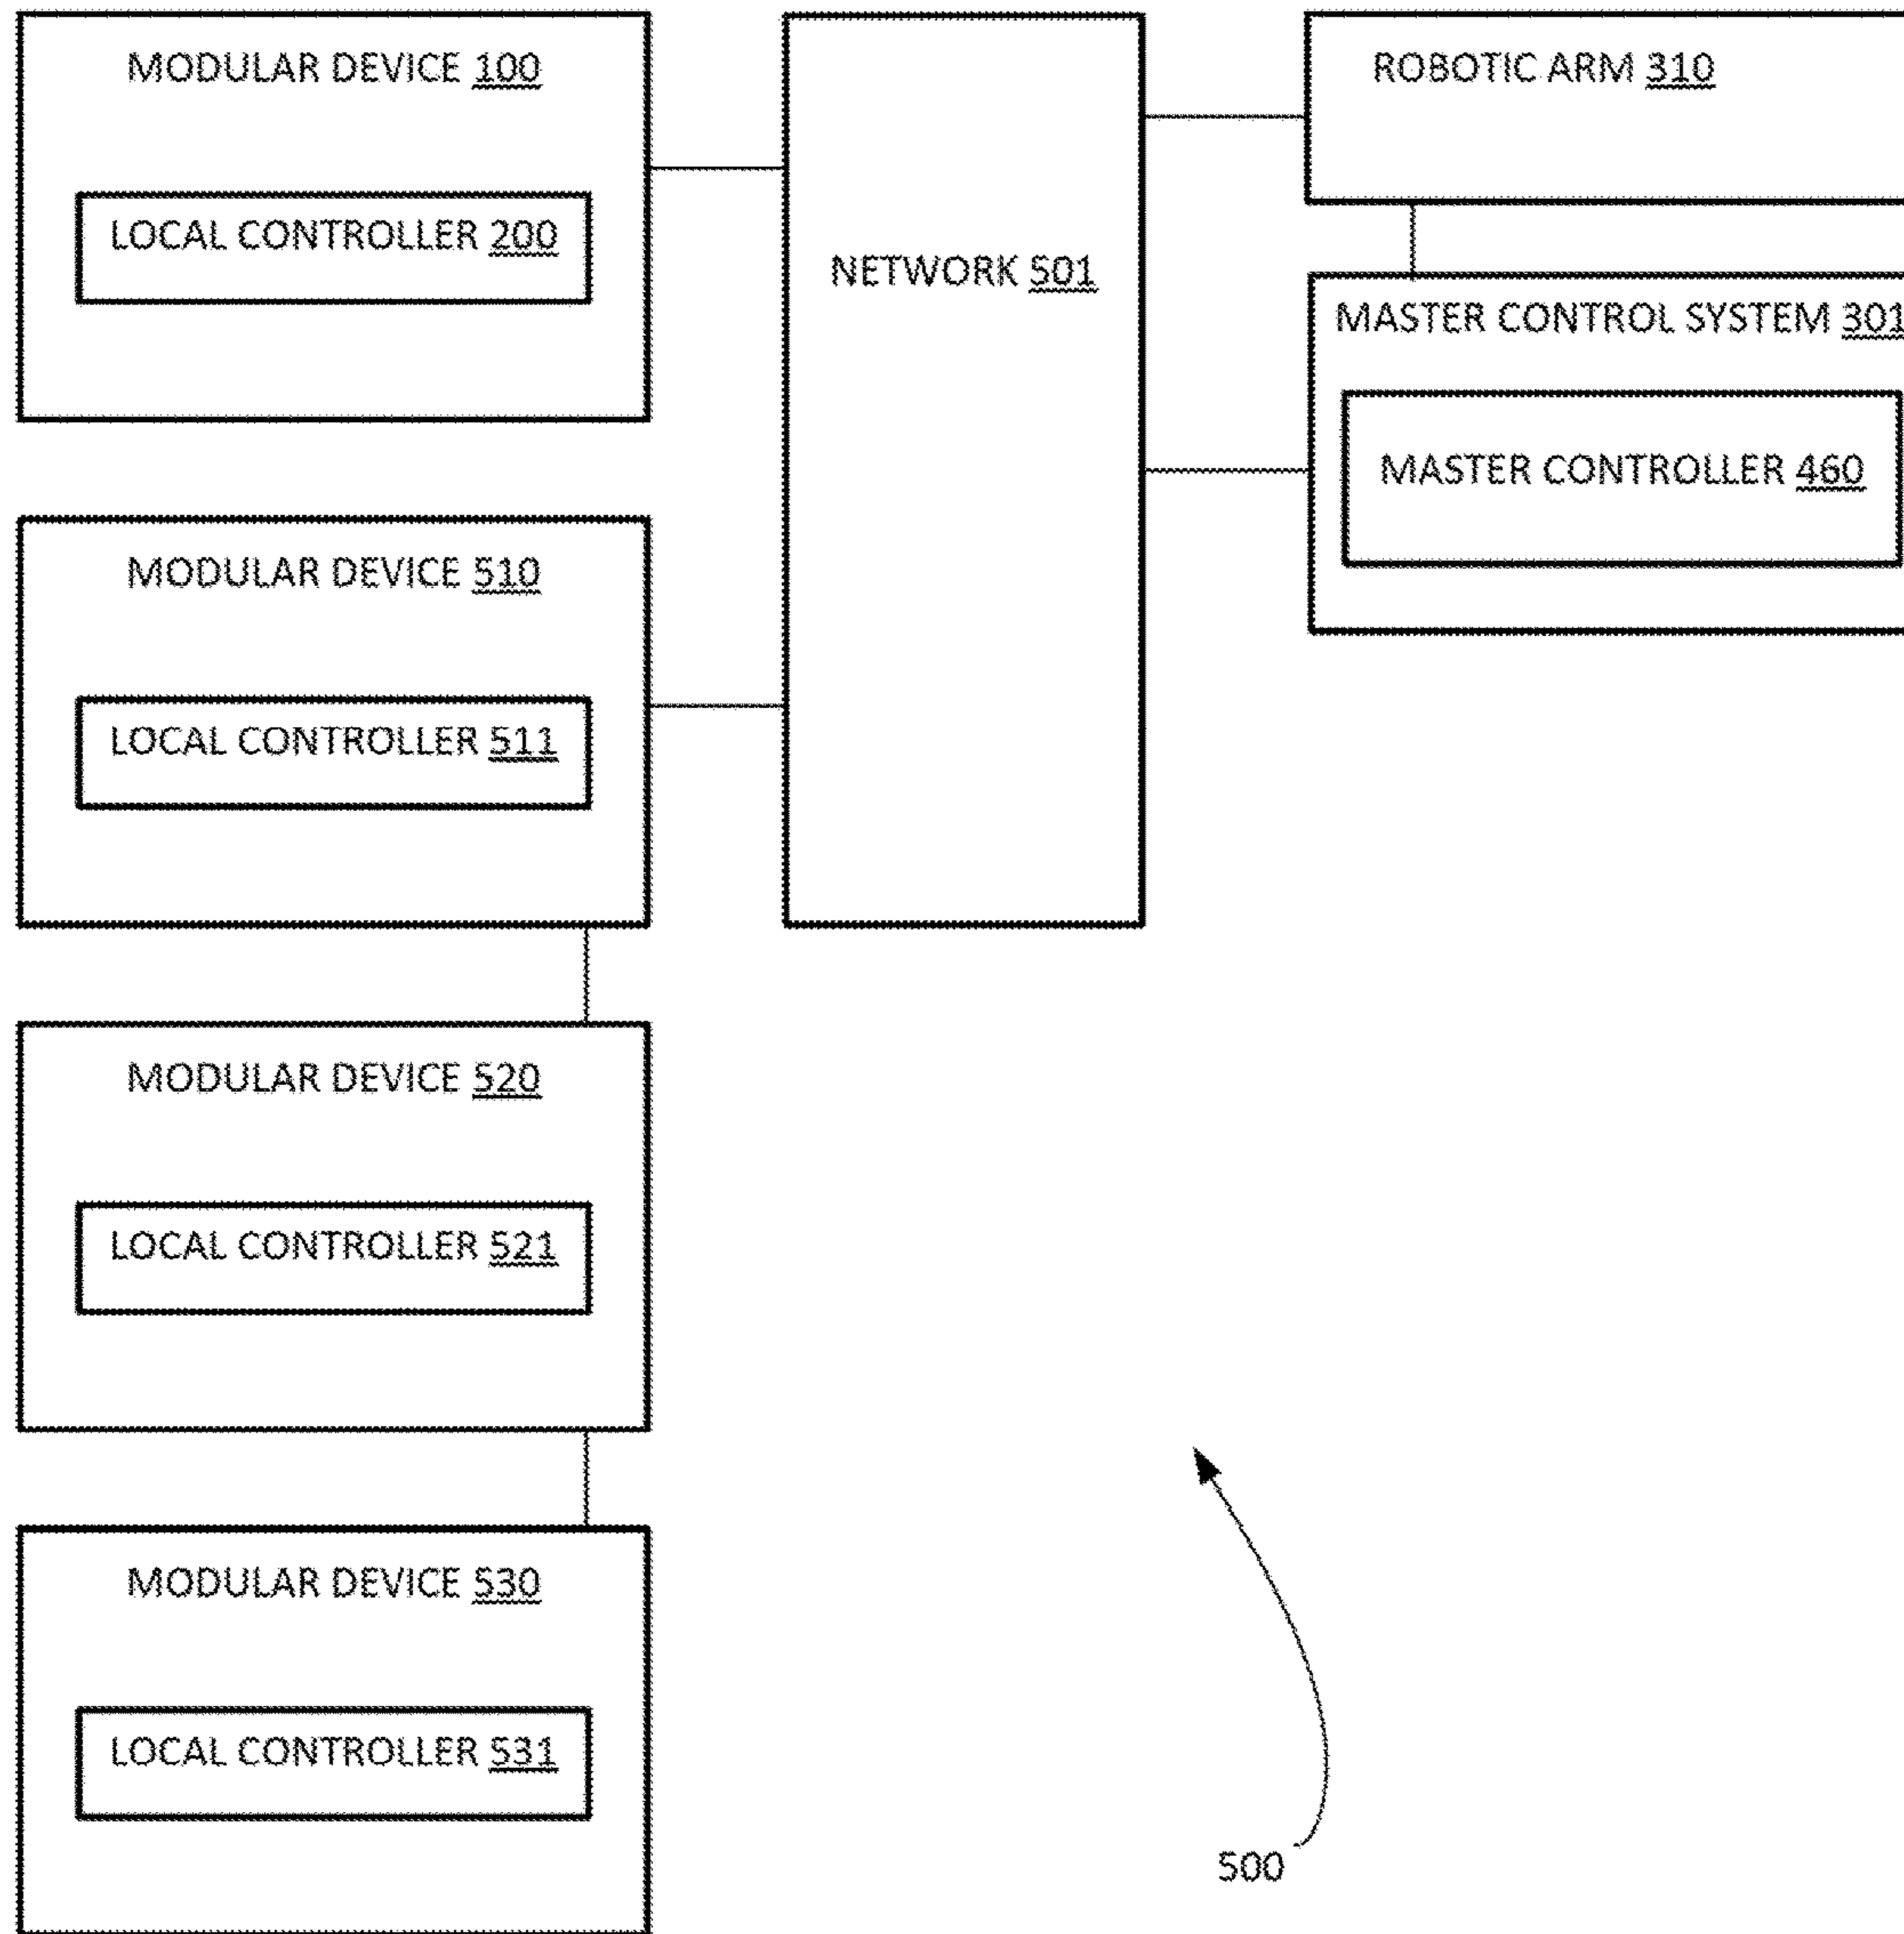 MODULAR DEVICE 100
LOCAL CONTROLLER 200
MODULAR DEVICE 510
LOCAL CONTROLLER 511
MODULAR DEVICE 520
LOCAL CONTROLLER 521
MODULAR DEVICE 530
LOCAL CONTROLLER 531
NETWORK 501
ROBOTIC ARM 310
MASTER CONTROL SYSTEM 301
MASTER CONTROLLER 460
500